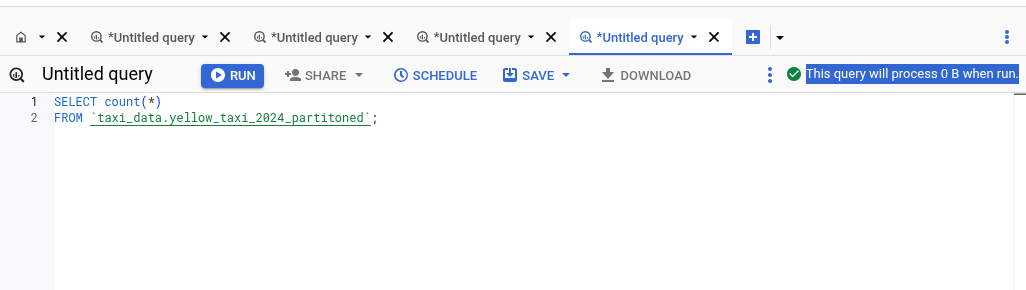 *Untitled query *Untitled query *Untitled query *Untitled query
Untitled query RUN SHARE SCHEDULE SAVE DOWNLOAD This query will process 0 B when run.
1 SELECT count(*)
2 FROM `taxi_data.yellow_taxi_2024_partitoned`;